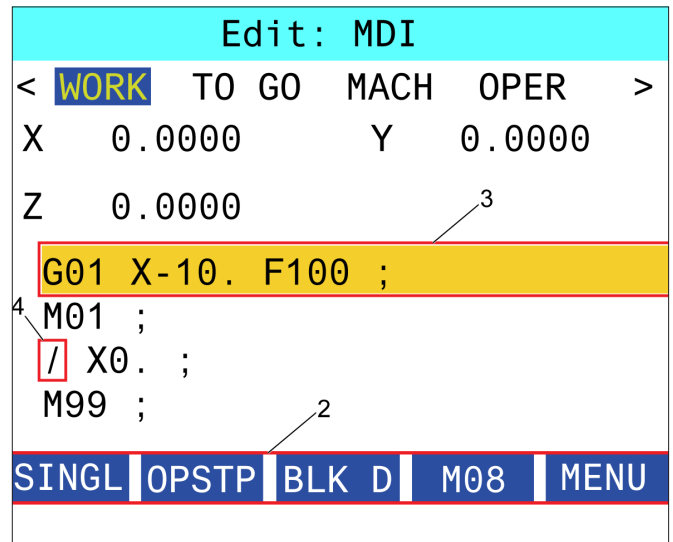 Edit: MDI
< WORK TO GO MACH OPER >
X 0.0000 Y 0.0000
Z 0.0000
3
G01 X-10. F100 ;
4
M01 ;
/ X0. ;
M99 ;
2
SINGL OPSTP BLK D M08 MENU